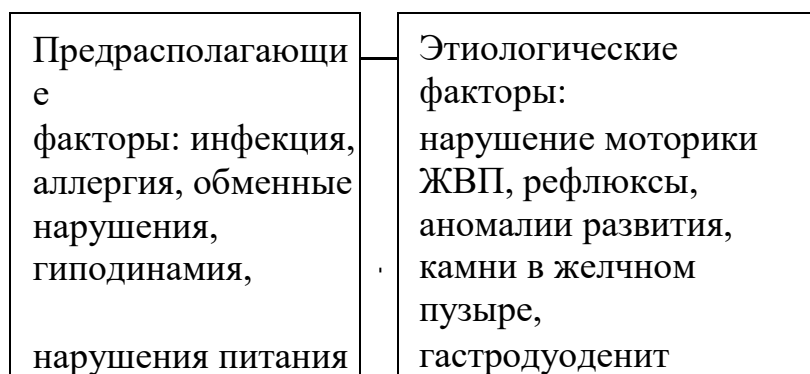 Предрасполагающи
е
факторы: инфекция,
аллергия, обменные
нарушения,
гиподинамия,
нарушения питания
Этиологические
факторы:
нарушение моторики
ЖВП, рефлюксы,
аномалии развития,
камни в желчном
пузыре,
гастродуоденит